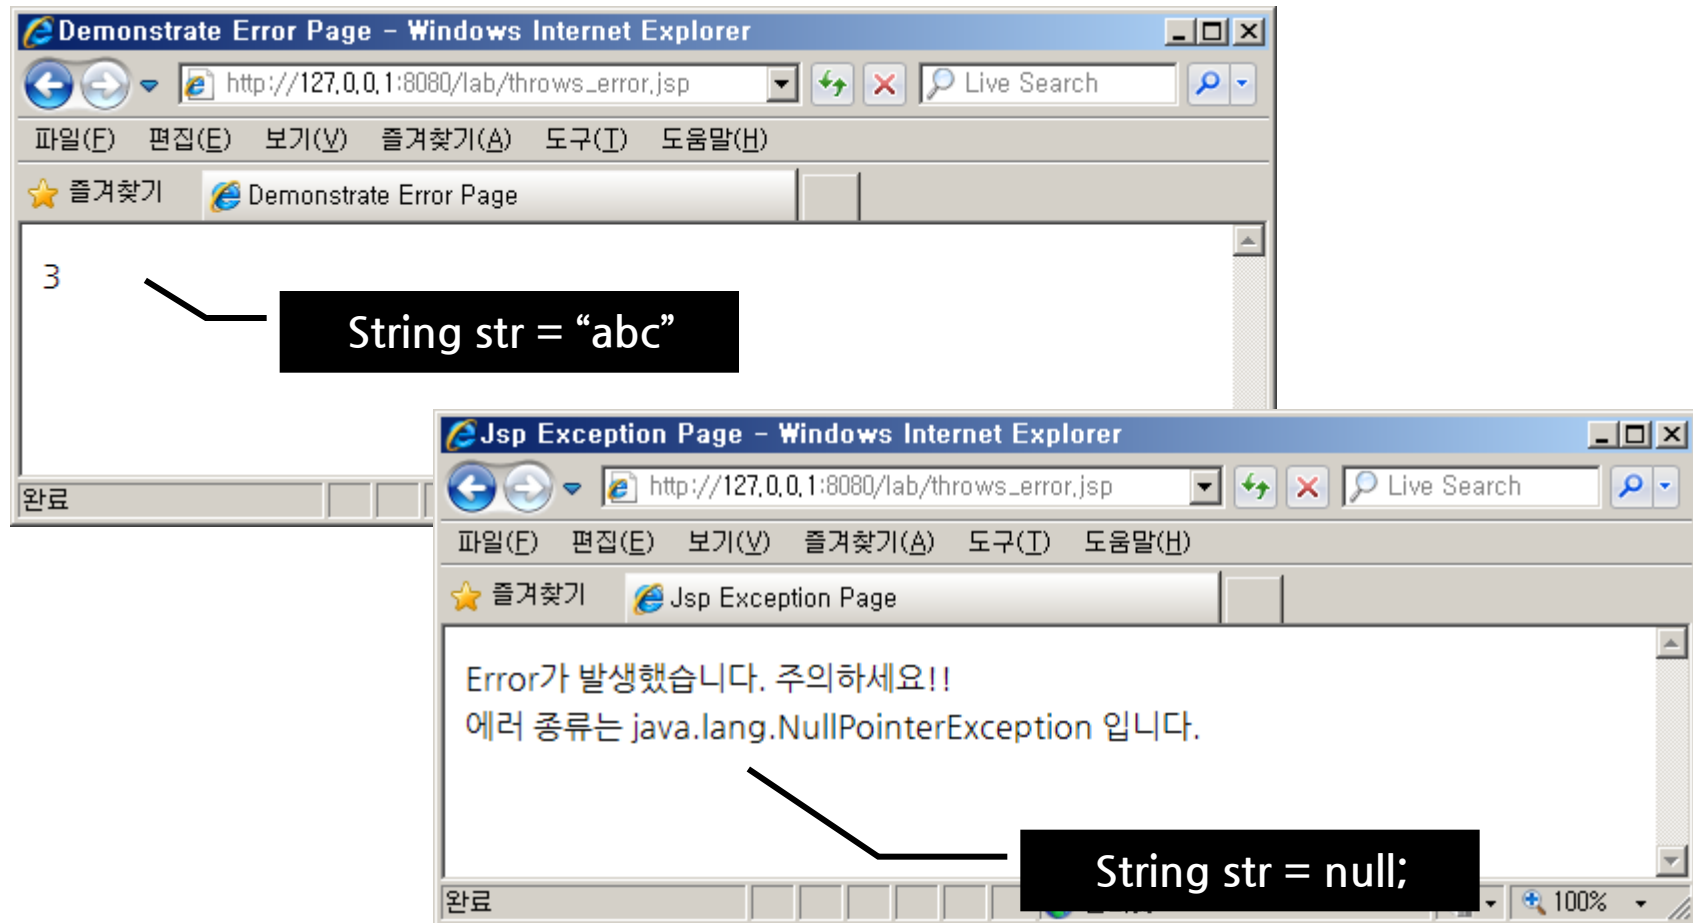 Demonstrate Error Page - Windows Internet Explorer
http://127.0.0.1:8080/lab/throws_error.jsp
Live Search
파일(F) 편집(E) 보기(V) 즐겨찾기(A) 도구(T) 도움말(H)
즐겨찾기 Demonstrate Error Page
3
String str = “abc”
완료
Jsp Exception Page - Windows Internet Explorer
http://127.0.0.1:8080/lab/throws_error.jsp
Live Search
파일(F) 편집(E) 보기(V) 즐겨찾기(A) 도구(T) 도움말(H)
즐겨찾기 Jsp Exception Page
Error가 발생했습니다. 주의하세요!!
에러 종류는 java.lang.NullPointerException 입니다.
String str = null;
완료
100%